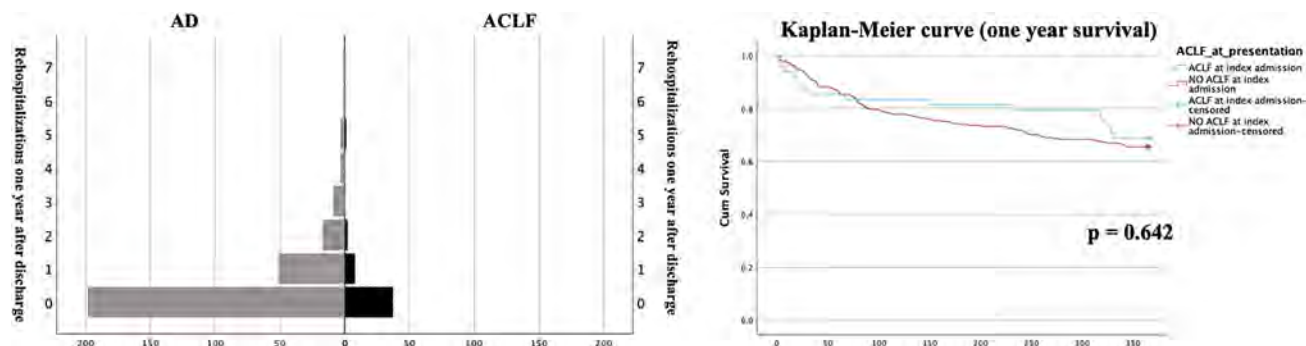 AD
ACLF
Rehospitalizations one year after discharge
7
6
5
4
3
2
1
0
7
6
5
4
3
2
1
0
Rehospitalizations one year after discharge
200
150
100
50
0
50
100
150
200
Kaplan-Meier curve (one year survival)
Cum Survival
1.0
0.8
0.6
0.4
0.2
0.0
0
50
100
150
200
250
300
350
p = 0.642
ACLF_at_presentation
ACLF at index admission
NO ACLF at index
admission
ACLF at index admission-
censored
NO ACLF at index
admission-censored